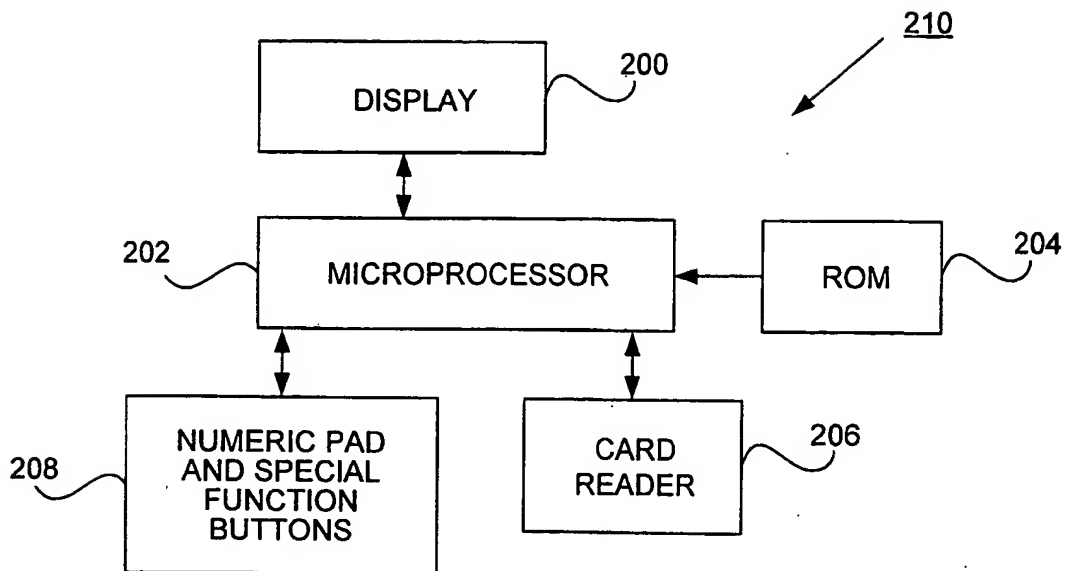 210
200
DISPLAY
202
MICROPROCESSOR
ROM
204
208
NUMERIC PAD
AND SPECIAL
FUNCTION
BUTTONS
CARD
READER
206